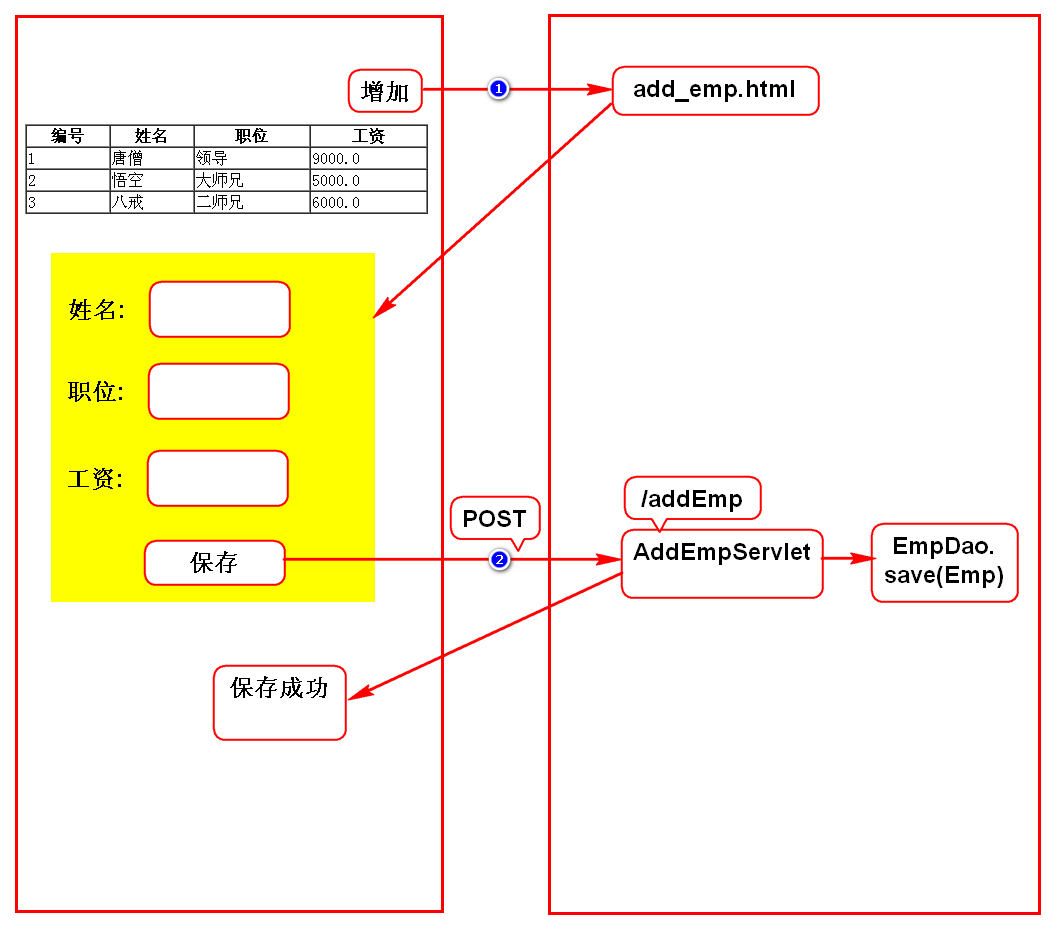 增加
1
add_emp.html
编号 姓名 职位 工资
1 唐僧 领导 9000.0
2 悟空 大师兄 5000.0
3 八戒 二师兄 6000.0
姓名:
职位:
工资:
保存
POST
2
/addEmp
AddEmpServlet
EmpDao.
save(Emp)
保存成功